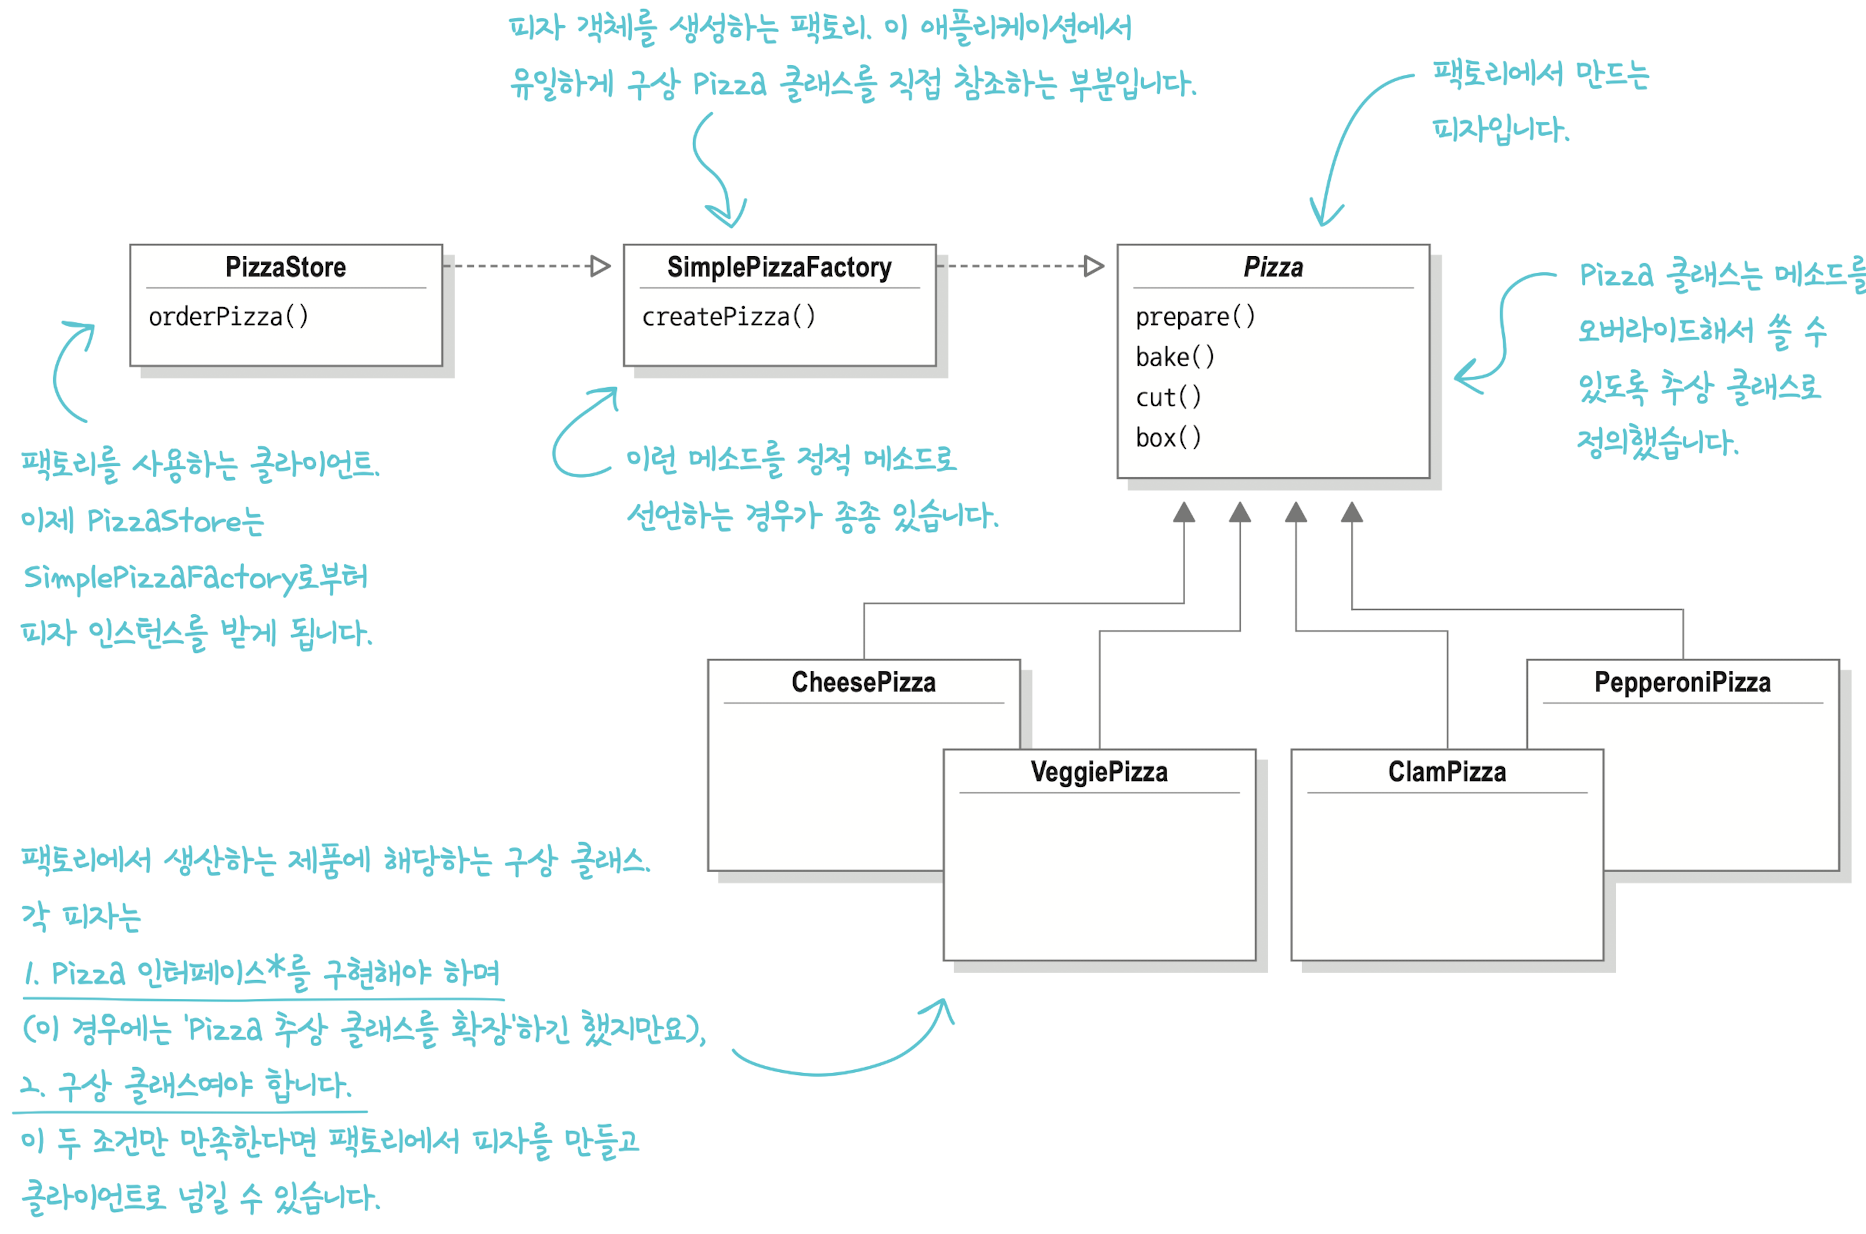 피자 객체를 생성하는 팩토리. 이 애플리케이션에서
유일하게 구상 Pizza 클래스를 직접 참조하는 부분입니다.
팩토리에서 만드는
피자입니다.
PizzaStore
orderPizza()
SimplePizzaFactory
createPizza()
Pizza
prepare()
bake()
cut()
box()
Pizza 클래스는 메소드를
오버라이드해서 쓸 수
있도록 추상 클래스로
정의했습니다.
팩토리를 사용하는 클라이언트.
이제 PizzaStore는
SimplePizzaFactory로부터
피자 인스턴스를 받게 됩니다.
이런 메소드를 정적 메소드로
선언하는 경우가 종종 있습니다.
CheesePizza
VeggiePizza
ClamPizza
PepperoniPizza
팩토리에서 생산하는 제품에 해당하는 구상 클래스.
각 피자는
1. Pizza 인터페이스*를 구현해야 하며
(이 경우에는 'Pizza 추상 클래스를 확장'하긴 했지만요),
2. 구상 클래스여야 합니다.
이 두 조건만 만족한다면 팩토리에서 피자를 만들고
클라이언트로 넘길 수 있습니다.